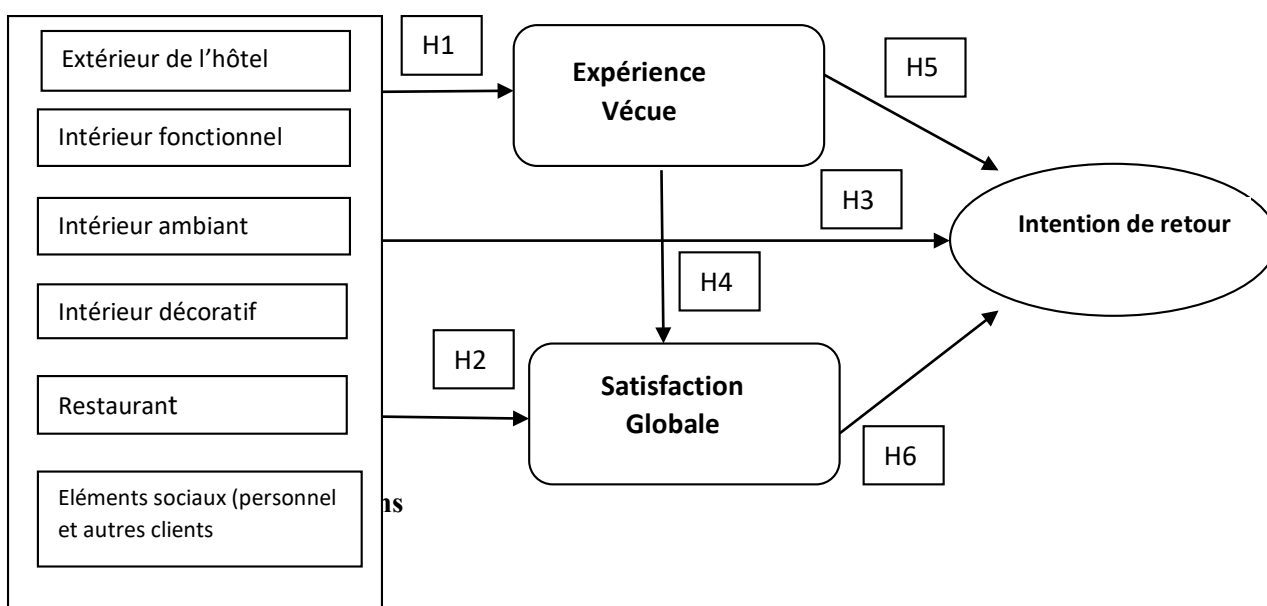 Extérieur de l'hôtel
Intérieur fonctionnel
Intérieur ambiant
Intérieur décoratif
Restaurant
Eléments sociaux (personnel
et autres clients
H1
Expérience
Vécue
H5
H3
Intention de retour
H4
H2
Satisfaction
Globale
H6